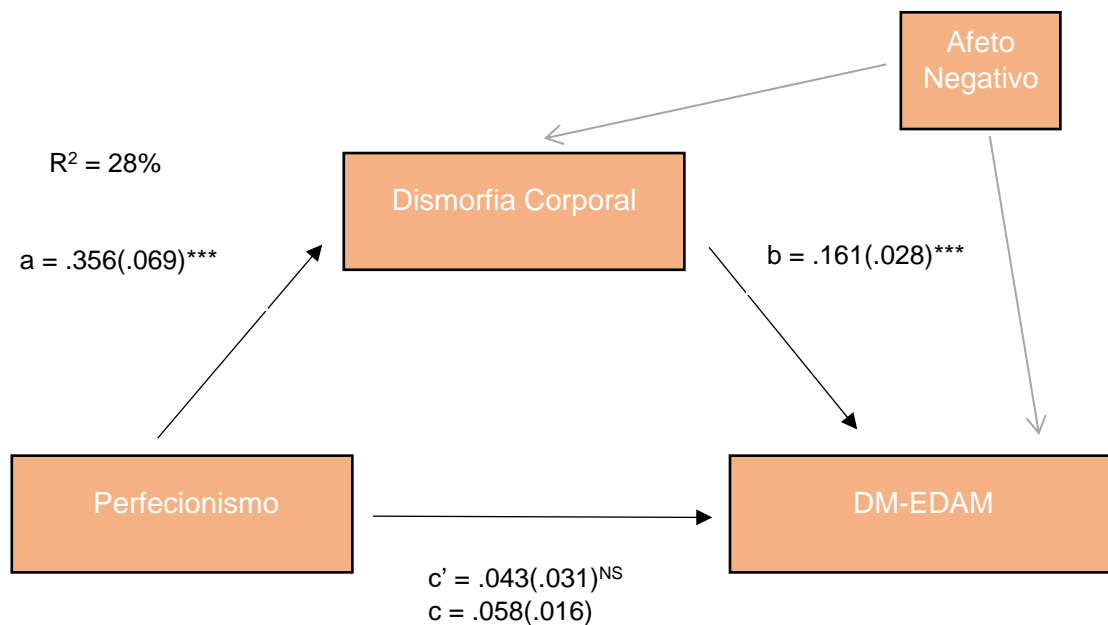 Afeto
Negativo
R² = 28%
Dismorfia Corporal
a = .356(.069)***
b = .161(.028)***
Perfecionismo
DM-EDAM
c’ = .043(.031)ᴺˢ
c = .058(.016)